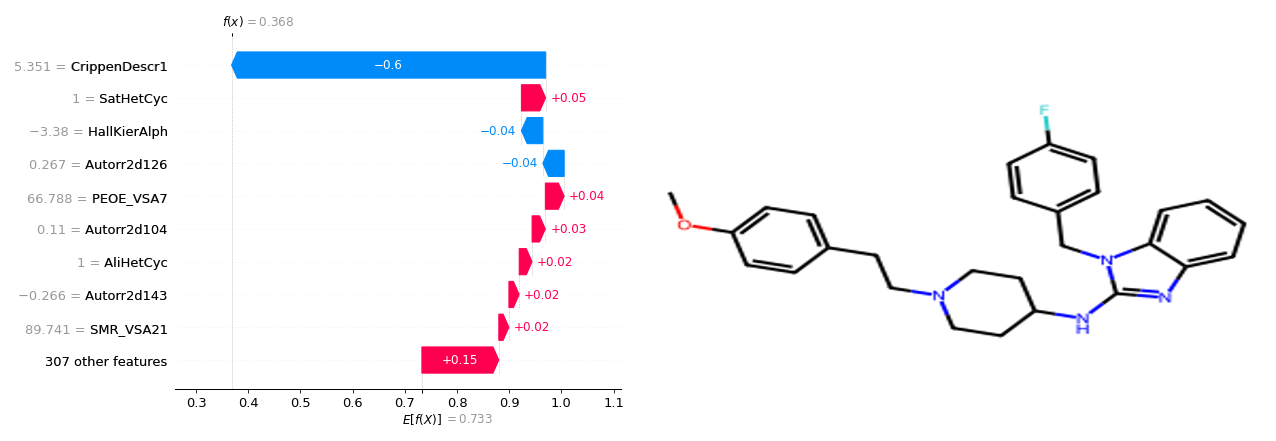 f(x) = 0.368
5.351 = CrippenDescr1
−0.6
1 = SatHetCyc
+0.05
−3.38 = HallKierAlph
−0.04
0.267 = Autorr2d126
−0.04
66.788 = PEOE_VSA7
+0.04
0.11 = Autorr2d104
+0.03
1 = AliHetCyc
+0.02
−0.266 = Autorr2d143
+0.02
89.741 = SMR_VSA21
+0.02
307 other features
+0.15
0.3 0.4 0.5 0.6 0.7 0.8 0.9 1.0 1.1
E[f(X)] = 0.733
F
O
N
N
H
N
N